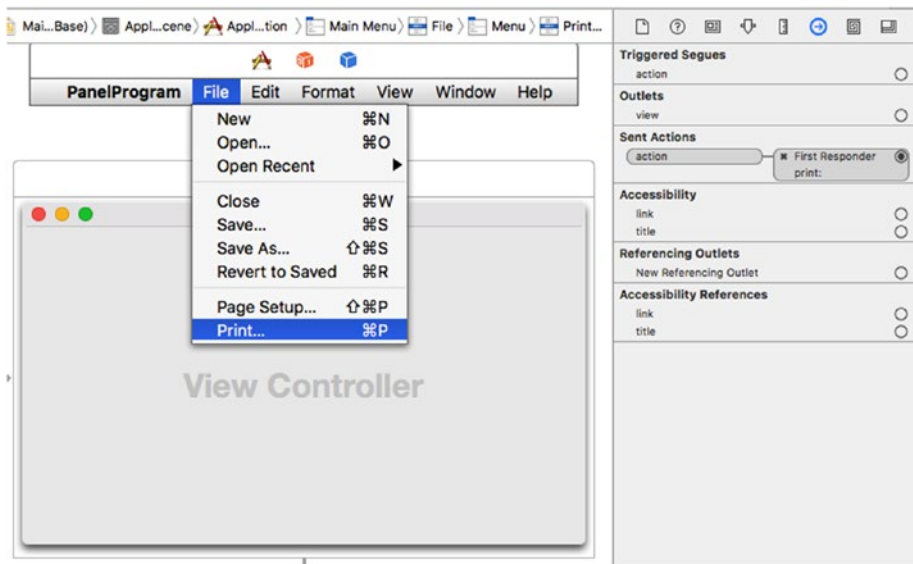 Mai...Base) 〉 Appl...cene 〉 Appl...tion 〉 Main Menu 〉 File 〉 Menu 〉 Print...
PanelProgram File Edit Format View Window Help
New ⌘N
Open... ⌘O
Open Recent ▶
Close ⌘W
Save... ⌘S
Save As... ⇧⌘S
Revert to Saved ⌘R
Page Setup... ⇧⌘P
Print... ⌘P
View Controller
Triggered Segues
action
Outlets
view
Sent Actions
action
First Responder
print:
Accessibility
link
title
Referencing Outlets
New Referencing Outlet
Accessibility References
link
title